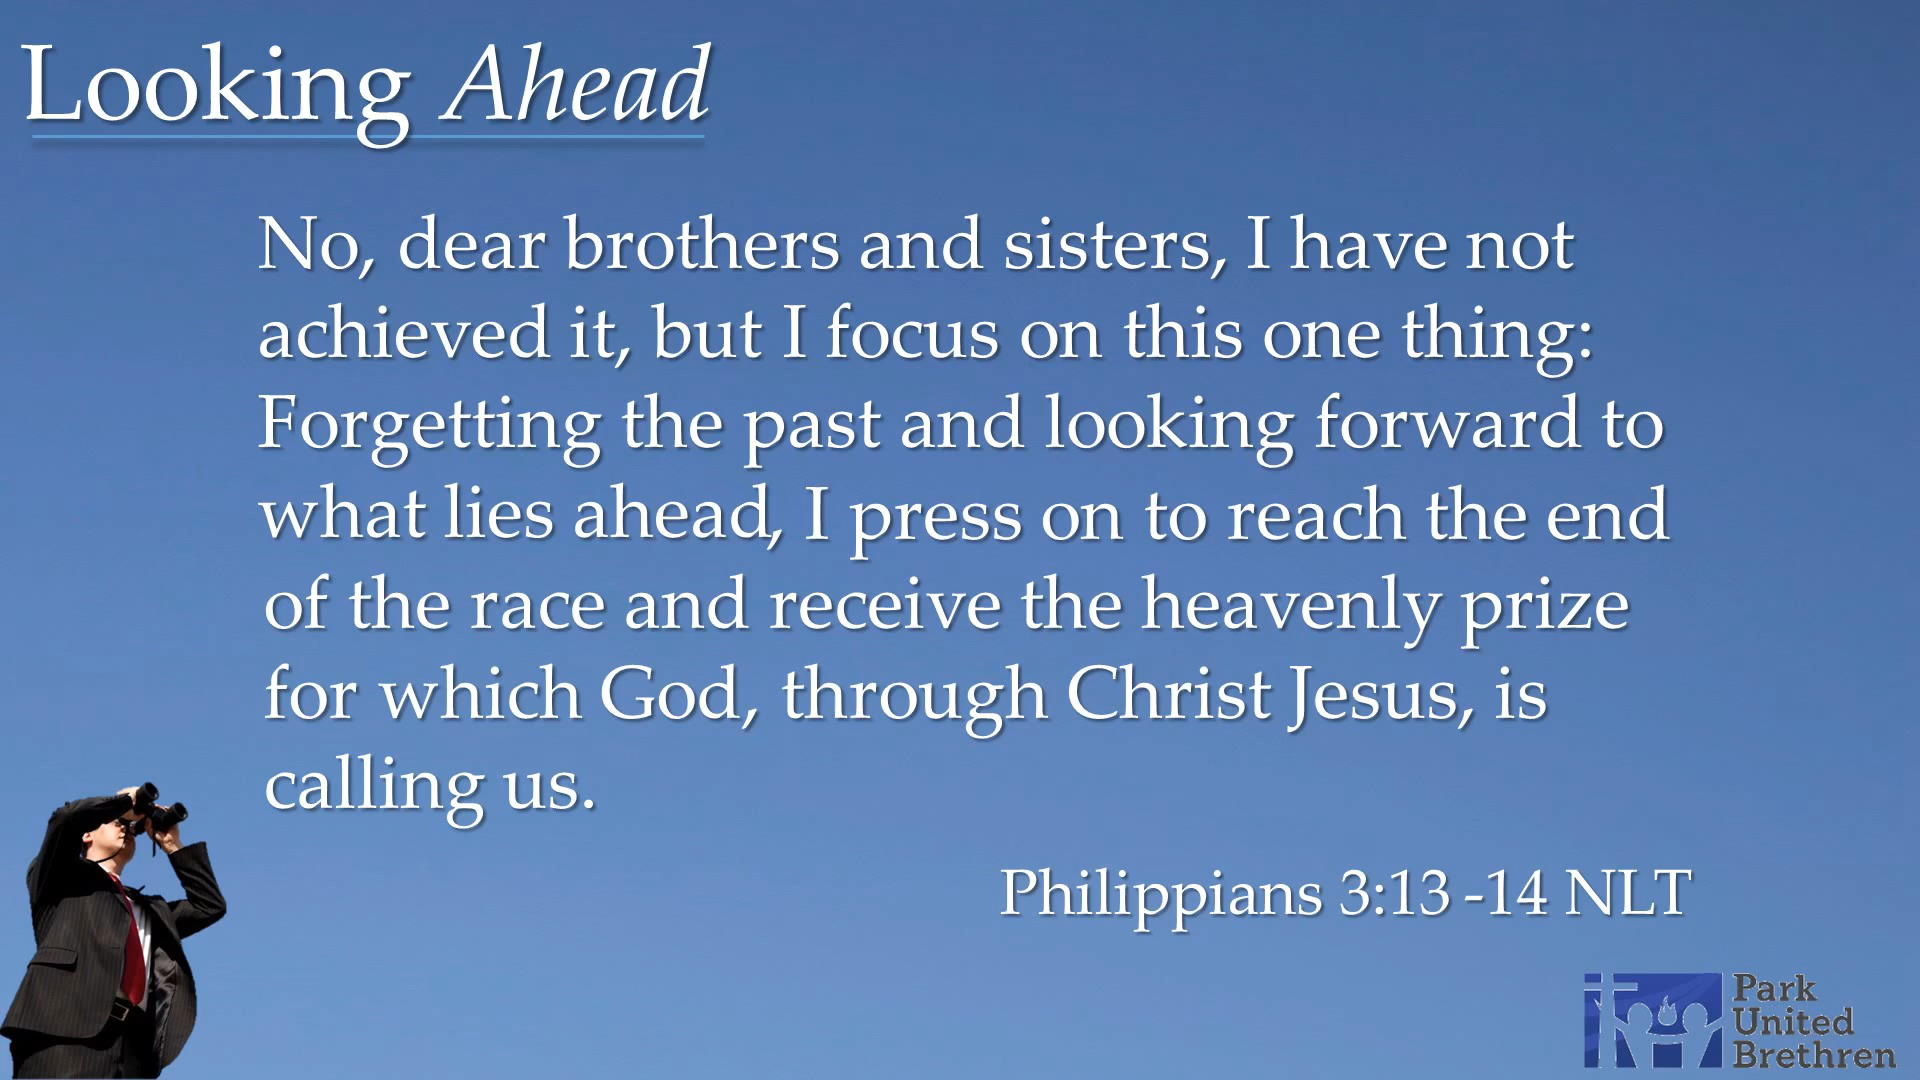 Looking Ahead
No, dear brothers and sisters, I have not
achieved it, but I focus on this one thing:
Forgetting the past and looking forward to
what lies ahead, I press on to reach the end
of the race and receive the heavenly prize
for which God, through Christ Jesus, is
calling us.
Philippians 3:13 -14 NLT
Park
United
Brethren